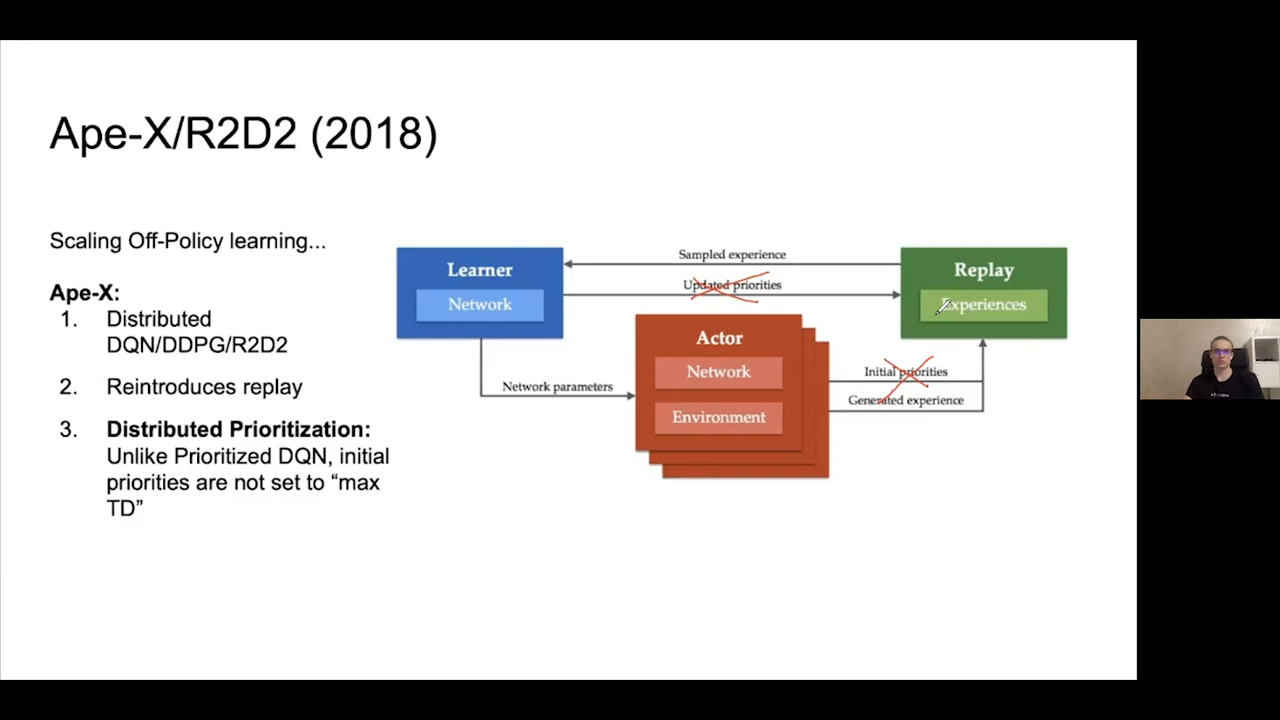 Ape-X/R2D2 (2018)
Scaling Off-Policy learning...
Ape-X:
1. Distributed
DQN/DDPG/R2D2
2. Reintroduces replay
3. Distributed Prioritization:
Unlike Prioritized DQN, initial
priorities are not set to “max
TD”
Learner
Network
Sampled experience
Updated priorities
Replay
Experiences
Actor
Network
Environment
Network parameters
Initial priorities
Generated experience